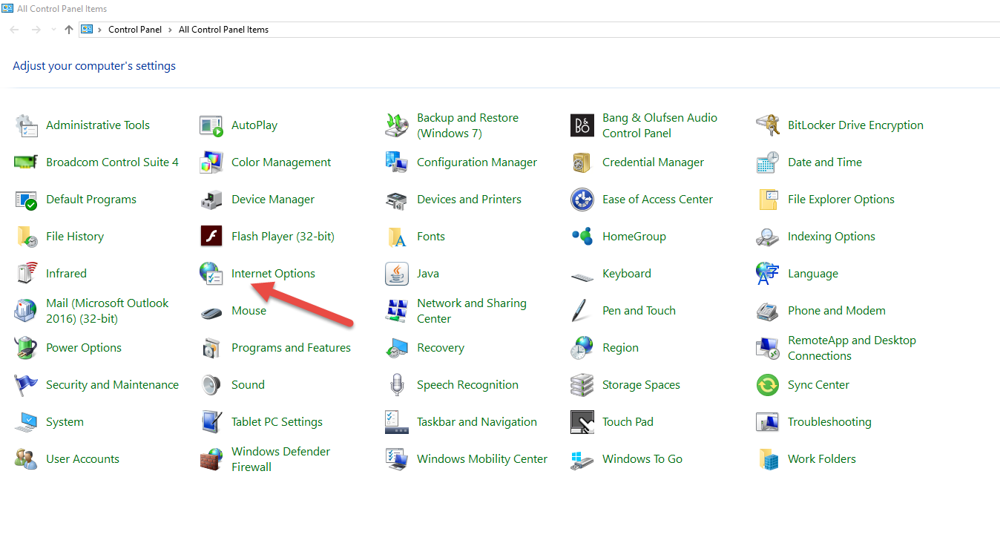 All Control Panel Items
Control Panel > All Control Panel Items
Adjust your computer's settings
Administrative Tools
AutoPlay
Backup and Restore
(Windows 7)
B&O
Bang & Olufsen Audio
Control Panel
BitLocker Drive Encryption
Broadcom Control Suite 4
Color Management
Configuration Manager
Credential Manager
Date and Time
Default Programs
Device Manager
Devices and Printers
Ease of Access Center
File Explorer Options
File History
Flash Player (32-bit)
Fonts
HomeGroup
Indexing Options
Infrared
Internet Options
Java
Keyboard
Language
Mail (Microsoft Outlook
2016) (32-bit)
Mouse
Network and Sharing
Center
Pen and Touch
Phone and Modem
Power Options
Programs and Features
Recovery
Region
RemoteApp and Desktop
Connections
Security and Maintenance
Sound
Speech Recognition
Storage Spaces
Sync Center
System
Tablet PC Settings
Taskbar and Navigation
Touch Pad
Troubleshooting
User Accounts
Windows Defender
Firewall
Windows Mobility Center
Windows To Go
Work Folders